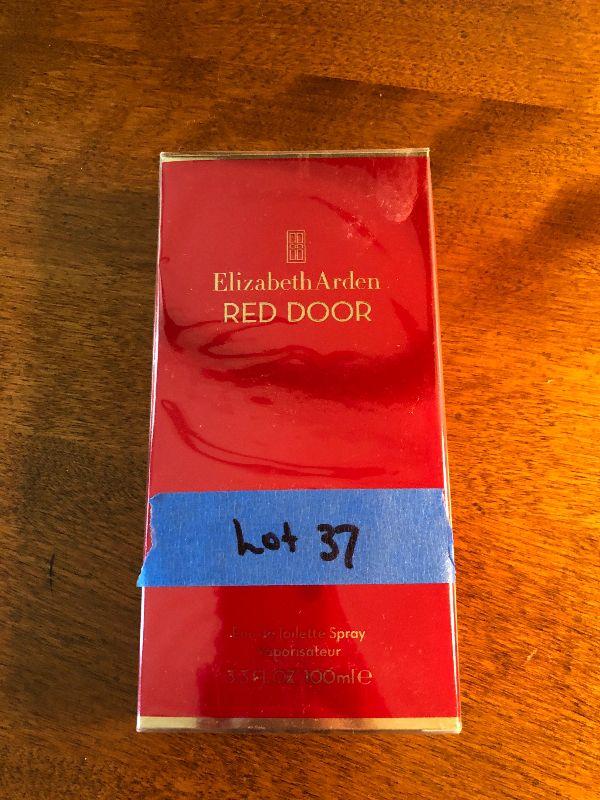 Elizabeth Arden
RED DOOR
Lot 37
Eau de Toilette Spray
Vaporisateur
3.3 FL.OZ. 100ml e